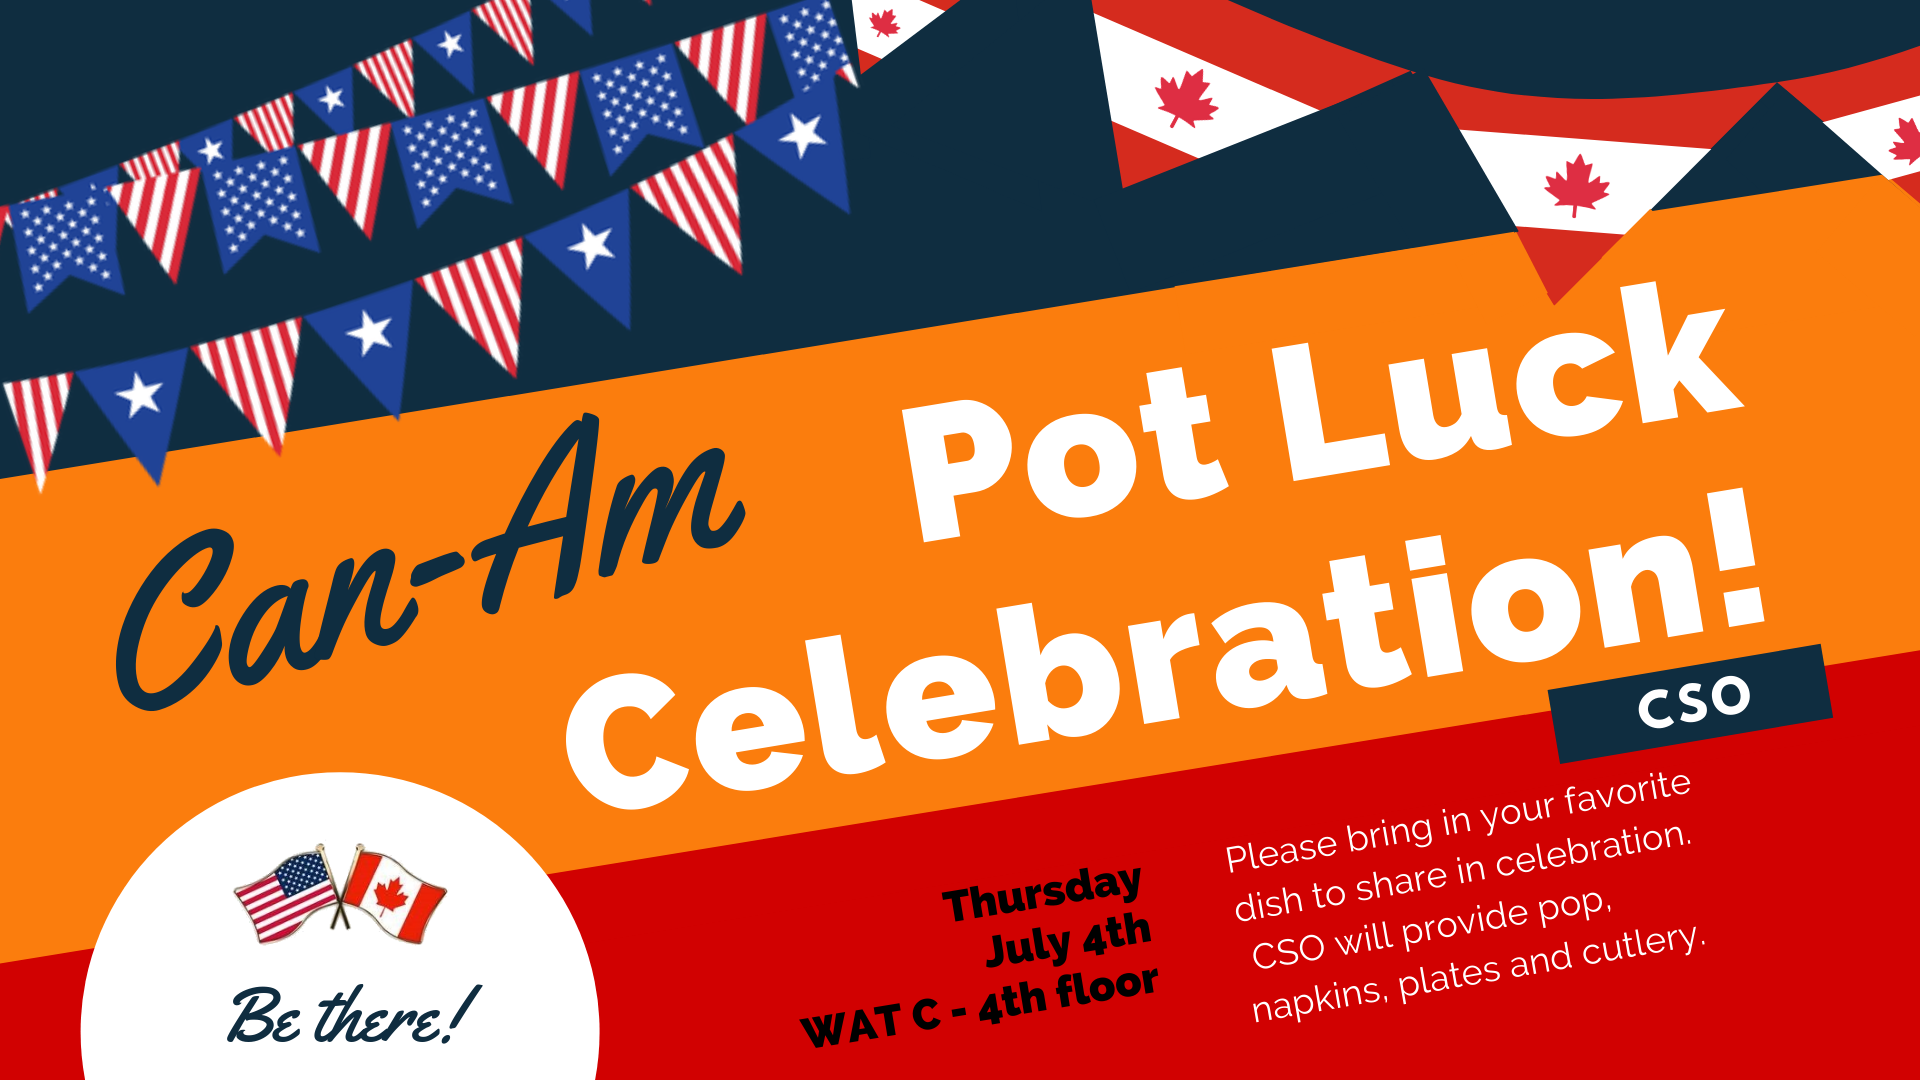 Can-Am
Pot Luck
Celebration!
CSO
Please bring in your favorite
dish to share in celebration.
CSO will provide pop,
napkins, plates and cutlery.
Thursday
July 4th
WAT C - 4th floor
Be there!